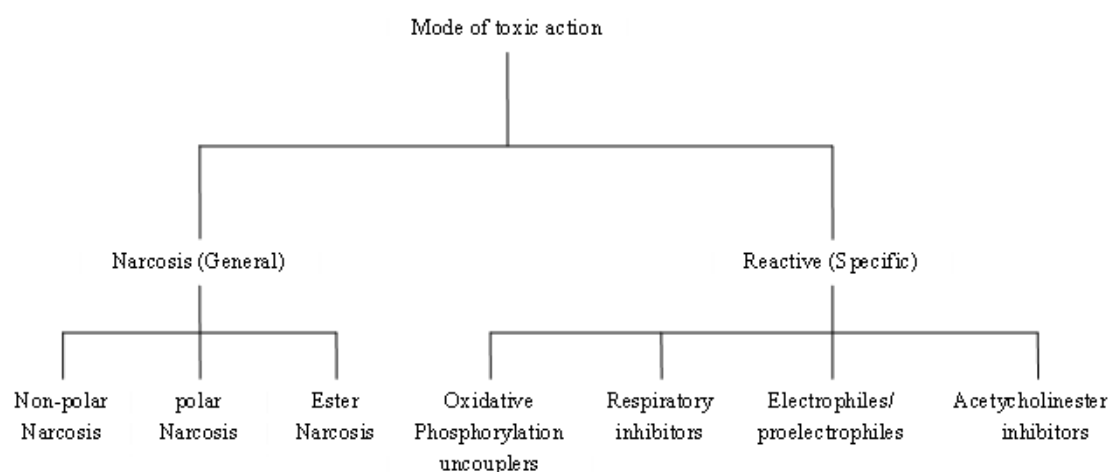 Mode of toxic action
Narcosis (General)
Reactive (Specific)
Non-polar
Narcosis
polar
Narcosis
Ester
Narcosis
Oxidative
Phosphorylation
uncouplers
Respiratory
inhibitors
Electrophiles/
proelectrophiles
Acetycholinester
inhibitors